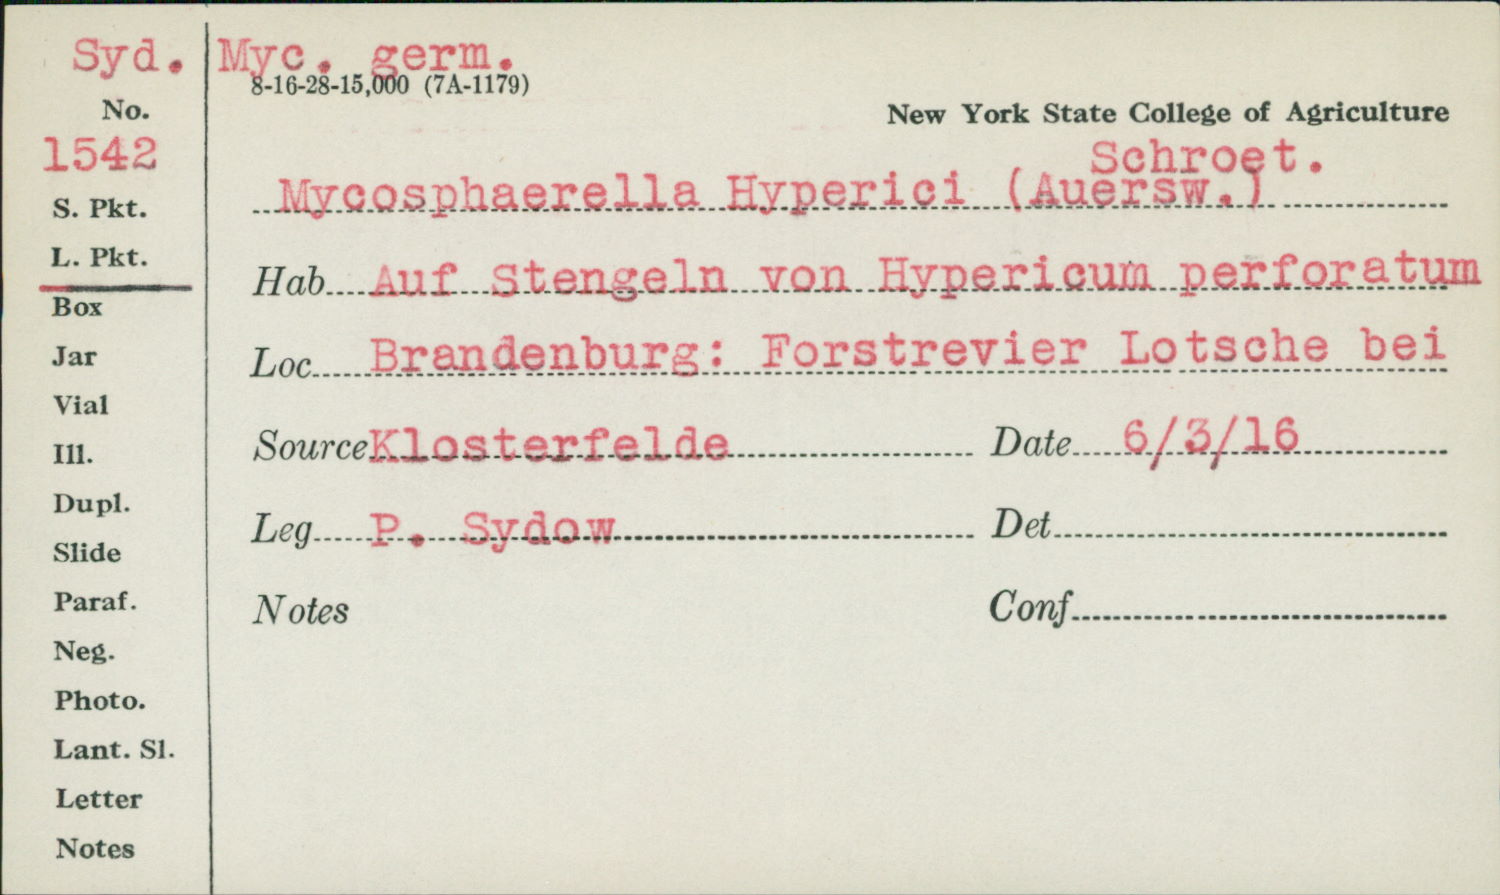 Syd. Myc. germ.
8-16-28-15,000 (7A-1179)
No.
New York State College of Agriculture
1542
Schroet.
Mycosphaerella Hyperici (Auersw.)
S. Pkt.
L. Pkt.
Hab Auf Stengeln von Hypericum perforatum
Box
Jar
Loc Brandenburg: Forstrevier Lotsche bei
Vial
Source Klosterfelde Date 6/3/16
Ill.
Dupl.
Leg P. Sydow Det
Slide
Paraf.
Notes Conf
Neg.
Photo.
Lant. Sl.
Letter
Notes